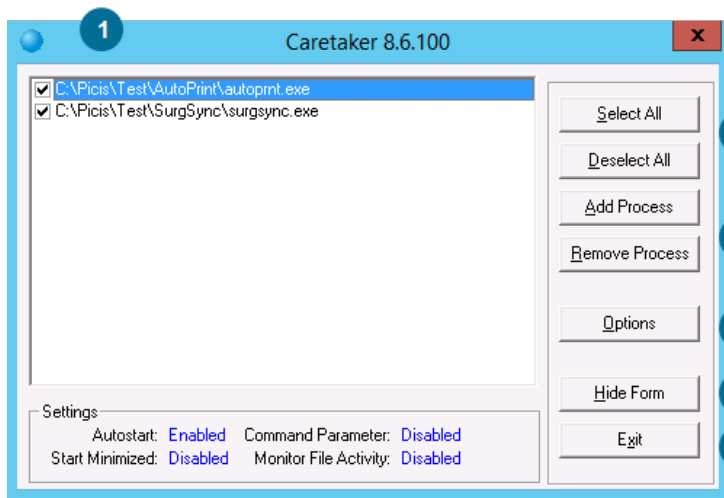 1
Caretaker 8.6.100
x
C:\Picis\Test\AutoPrint\autoprnt.exe
C:\Picis\Test\SurgSync\surgsync.exe
Select All
Deselect All
Add Process
Remove Process
Options
Hide Form
Exit
Settings
Autostart: Enabled Command Parameter: Disabled
Start Minimized: Disabled Monitor File Activity: Disabled